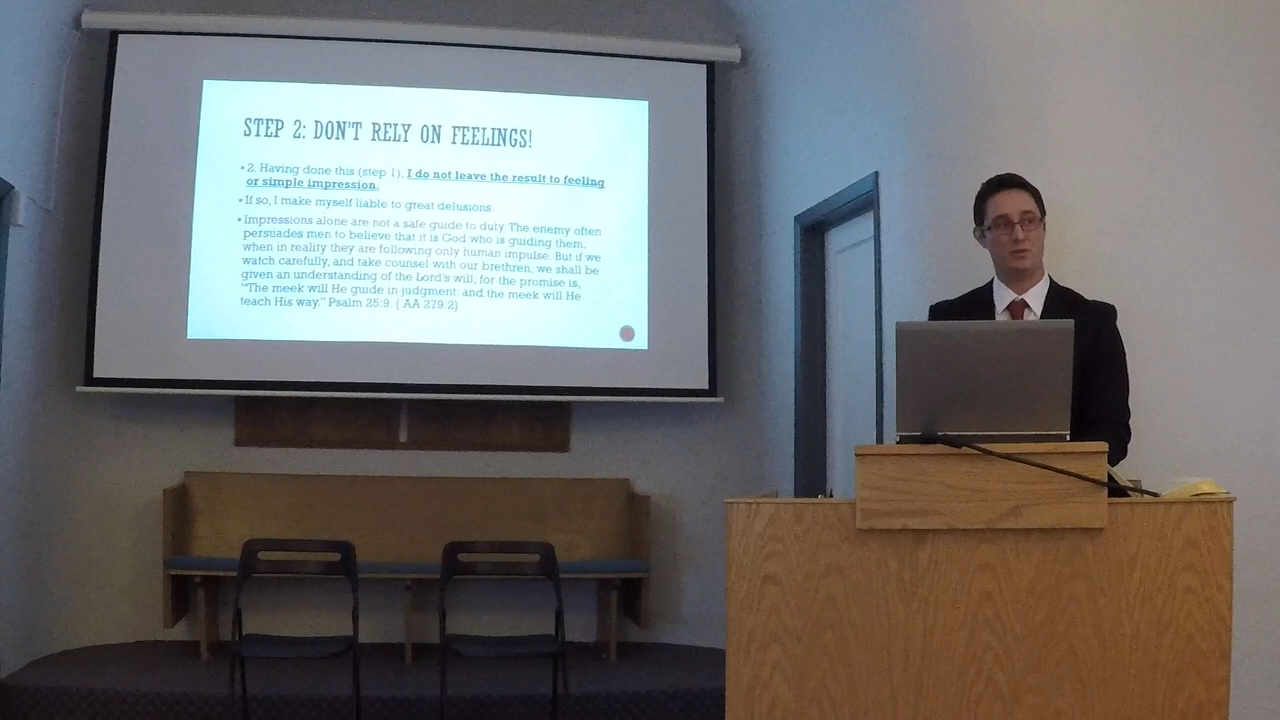 STEP 2: DON'T RELY ON FEELINGS!
▪ 2. Having done this (step 1), I do not leave the result to feeling
or simple impression.
▪ If so, I make myself liable to great delusions.
▪ Impressions alone are not a safe guide to duty. The enemy often
persuades men to believe that it is God who is guiding them,
when in reality they are following only human impulse. But if we
watch carefully, and take counsel with our brethren, we shall be
given an understanding of the Lord's will, for the promise is,
"The meek will He guide in judgment: and the meek will He
teach His way." Psalm 25:9. { AA 279.2}